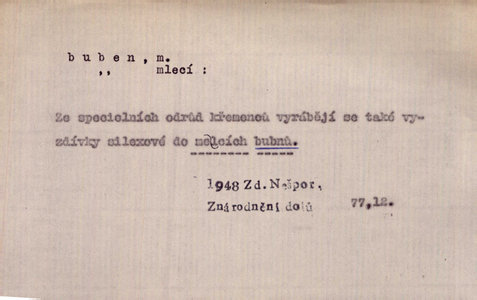 b u b e n , m.
,, mlecí :
Ze specielních odrůd křemenců vyrábějí se také vy-
zdívky silexové do mlecích bubnů.
1948 Zd. Nešpor,
Znárodnění dolů 77,12.